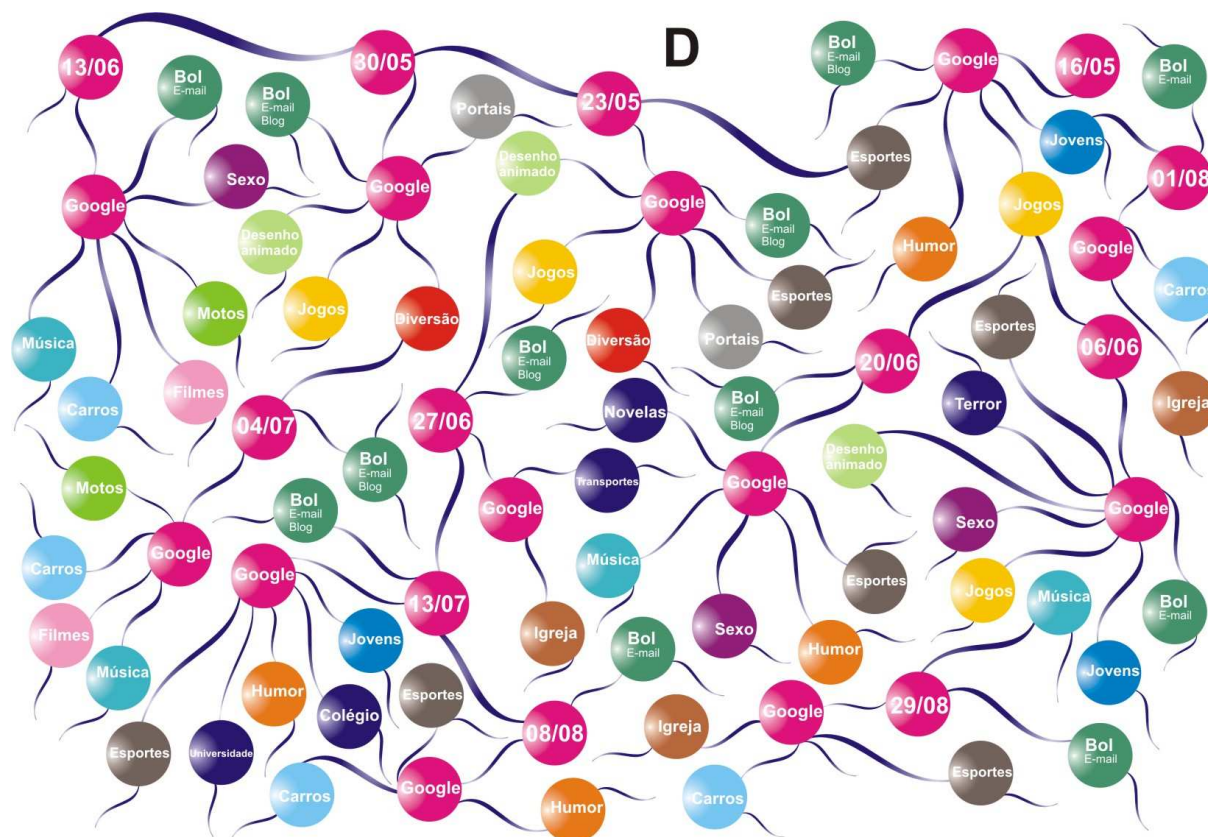 D
13/06
30/05
23/05
Bol
E-mail
Blog
Google
16/05
Bol
E-mail
Bol
E-mail
Bol
E-mail
Blog
Portais
Desenho
animado
Esportes
Jovens
01/08
Sexo
Google
Google
Google
Bol
E-mail
Blog
Jogos
Google
Desenho
animado
Humor
Google
Jogos
Esportes
Carros
Motos
Jogos
Diversão
Esportes
Música
Bol
E-mail
Blog
Diversão
Portais
20/06
06/06
Carros
Filmes
04/07
27/06
Novelas
Bol
E-mail
Blog
Terror
Igreja
Desenho
animado
Motos
Bol
E-mail
Blog
Transportes
Google
Bol
E-mail
Blog
Google
Google
Sexo
Carros
Google
Google
Música
Esportes
Jogos
Música
Bol
E-mail
13/07
Filmes
Jovens
Igreja
Bol
E-mail
Sexo
Humor
Música
Jovens
Humor
Colégio
Esportes
Google
29/08
Igreja
08/08
Esportes
Universidade
Bol
E-mail
Esportes
Carros
Google
Humor
Carros